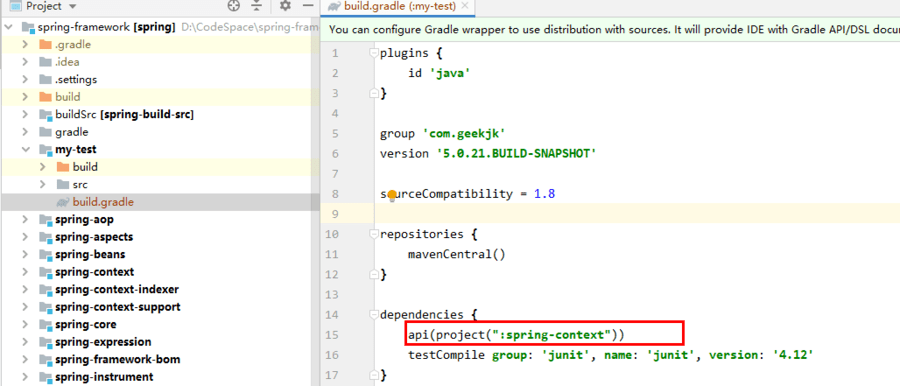 Project
build.gradle (:my-test)
spring-framework [spring] D:\CodeSpace\spring-fram
.gradle
.idea
.settings
build
buildSrc [spring-build-src]
gradle
my-test
build
src
build.gradle
spring-aop
spring-aspects
spring-beans
spring-context
spring-context-indexer
spring-context-support
spring-core
spring-expression
spring-framework-bom
spring-instrument
You can configure Gradle wrapper to use distribution with sources. It will provide IDE with Gradle API/DSL docu
1 plugins {
2 id 'java'
3 }
4
5 group 'com.geekjk'
6 version '5.0.21.BUILD-SNAPSHOT'
7
8 sourceCompatibility = 1.8
9
10 repositories {
11 mavenCentral()
12 }
13
14 dependencies {
15 api(project(":spring-context"))
16 testCompile group: 'junit', name: 'junit', version: '4.12'
17 }